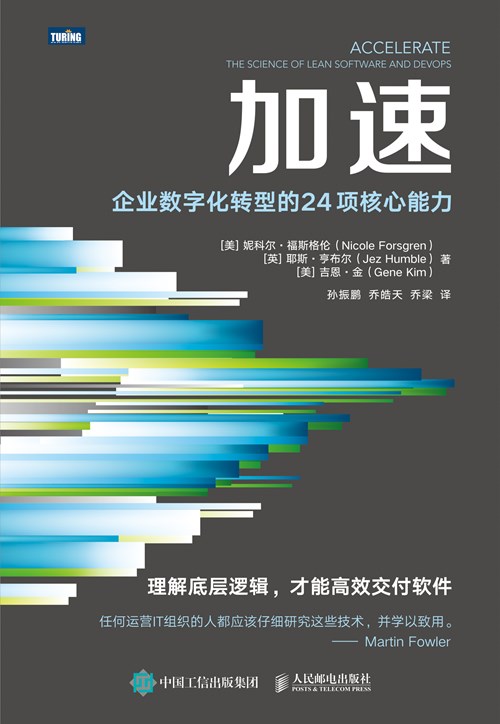 TURING
ACCELERATE
THE SCIENCE OF LEAN SOFTWARE AND DEVOPS
加速
企业数字化转型的24项核心能力
[美] 妮科尔·福斯格伦（Nicole Forsgren）
[英] 耶斯·亨布尔（Jez Humble） 著
[美] 吉恩·金（Gene Kim）
孙振鹏 乔皓天 乔梁 译
理解底层逻辑，才能高效交付软件
任何运营IT组织的人都应该仔细研究这些技术，并学以致用。
—— Martin Fowler
中国工信出版集团
人民邮电出版社
POSTS & TELECOM PRESS